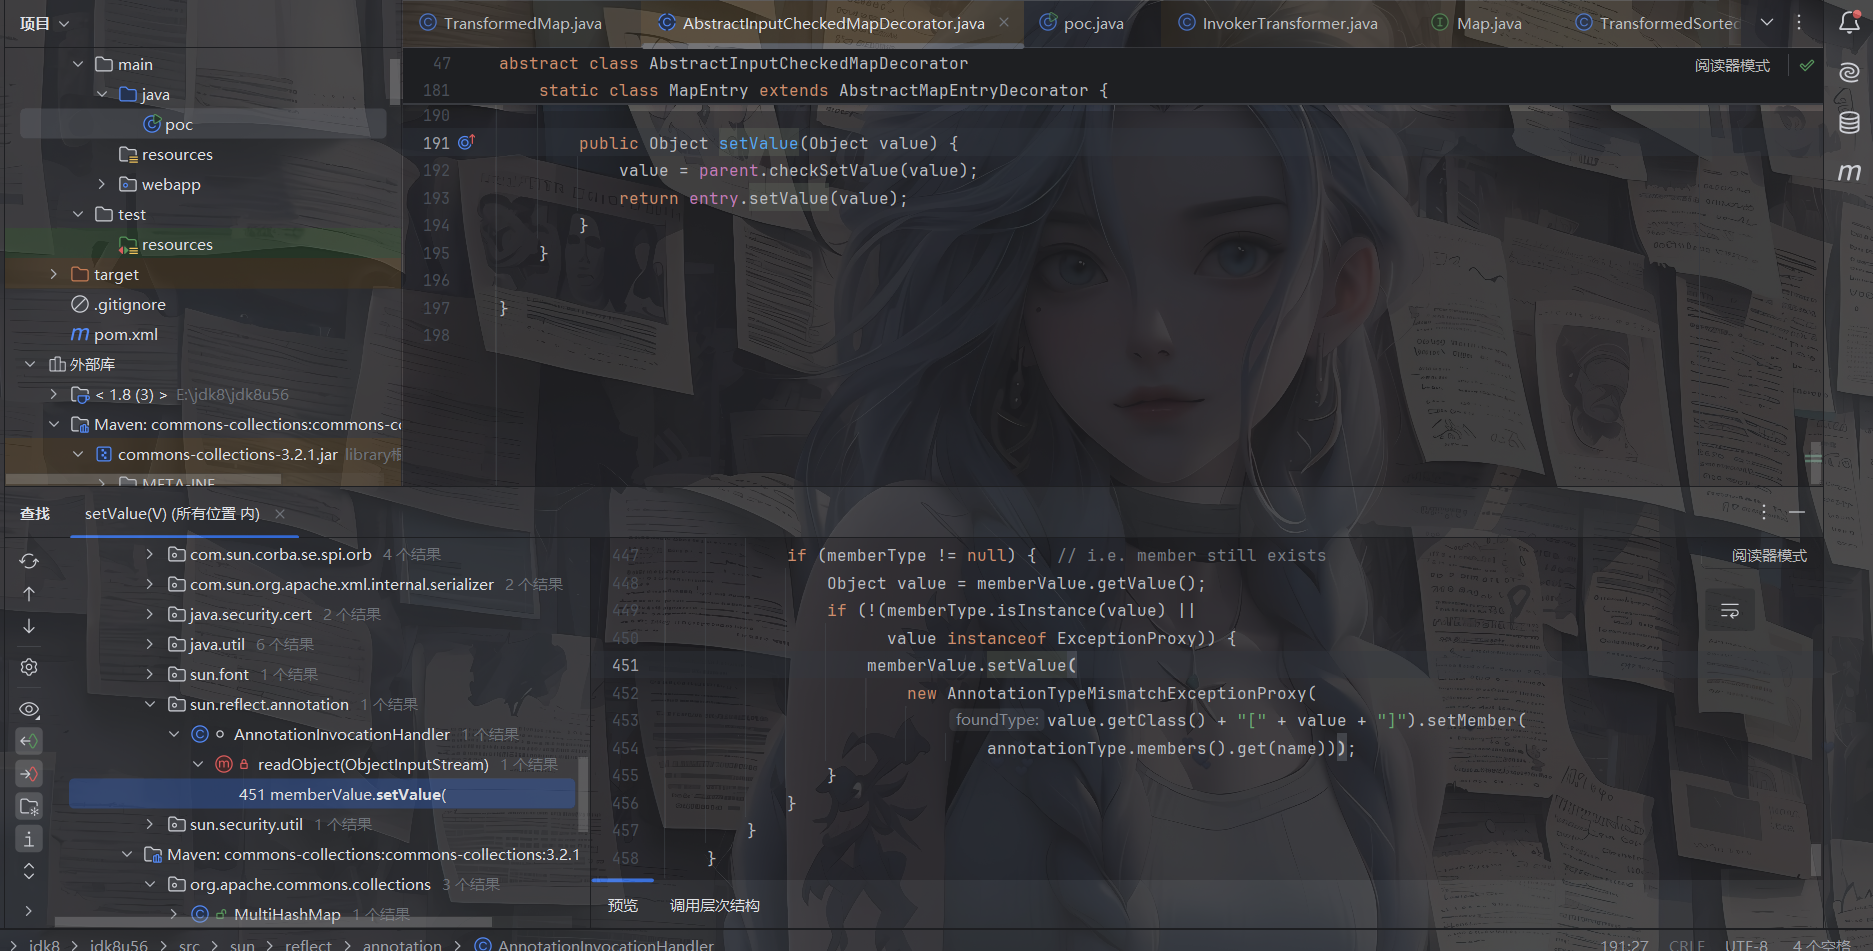 项目
TransformedMap.java
AbstractInputCheckedMapDecorator.java
poc.java
InvokerTransformer.java
Map.java
TransformedSorted
main
java
poc
resources
webapp
test
resources
target
.gitignore
pom.xml
外部库
< 1.8 (3) > E:\jdk8\jdk8u56
Maven: commons-collections:commons-co
commons-collections-3.2.1.jar library根
META-INF
阅读器模式
47 abstract class AbstractInputCheckedMapDecorator
181 static class MapEntry extends AbstractMapEntryDecorator {
190
191 public Object setValue(Object value) {
192 value = parent.checkSetValue(value);
193 return entry.setValue(value);
194 }
195 }
196
197 }
198
查找 setValue(V) (所有位置 内)
com.sun.corba.se.spi.orb 4 个结果
com.sun.org.apache.xml.internal.serializer 2 个结果
java.security.cert 2 个结果
java.util 6 个结果
sun.font 1 个结果
sun.reflect.annotation 1 个结果
AnnotationInvocationHandler 1 个结果
readObject(ObjectInputStream) 1 个结果
451 memberValue.setValue(
sun.security.util 1 个结果
Maven: commons-collections:commons-collections:3.2.1
org.apache.commons.collections 3 个结果
MultiHashMap 1 个结果
阅读器模式
447 if (memberType != null) { // i.e. member still exists
448 Object value = memberValue.getValue();
449 if (!(memberType.isInstance(value) ||
450 value instanceof ExceptionProxy)) {
451 memberValue.setValue(
452 new AnnotationTypeMismatchExceptionProxy(
453 foundType: value.getClass() + "[" + value + "]").setMember(
454 annotationType.members().get(name)));
455 }
456 }
457 }
458 }
预览 调用层次结构
jdk8 > jdk8u56 > src > sun > reflect > annotation > AnnotationInvocationHandler
191:27 CRLF UTF-8 4 个空格